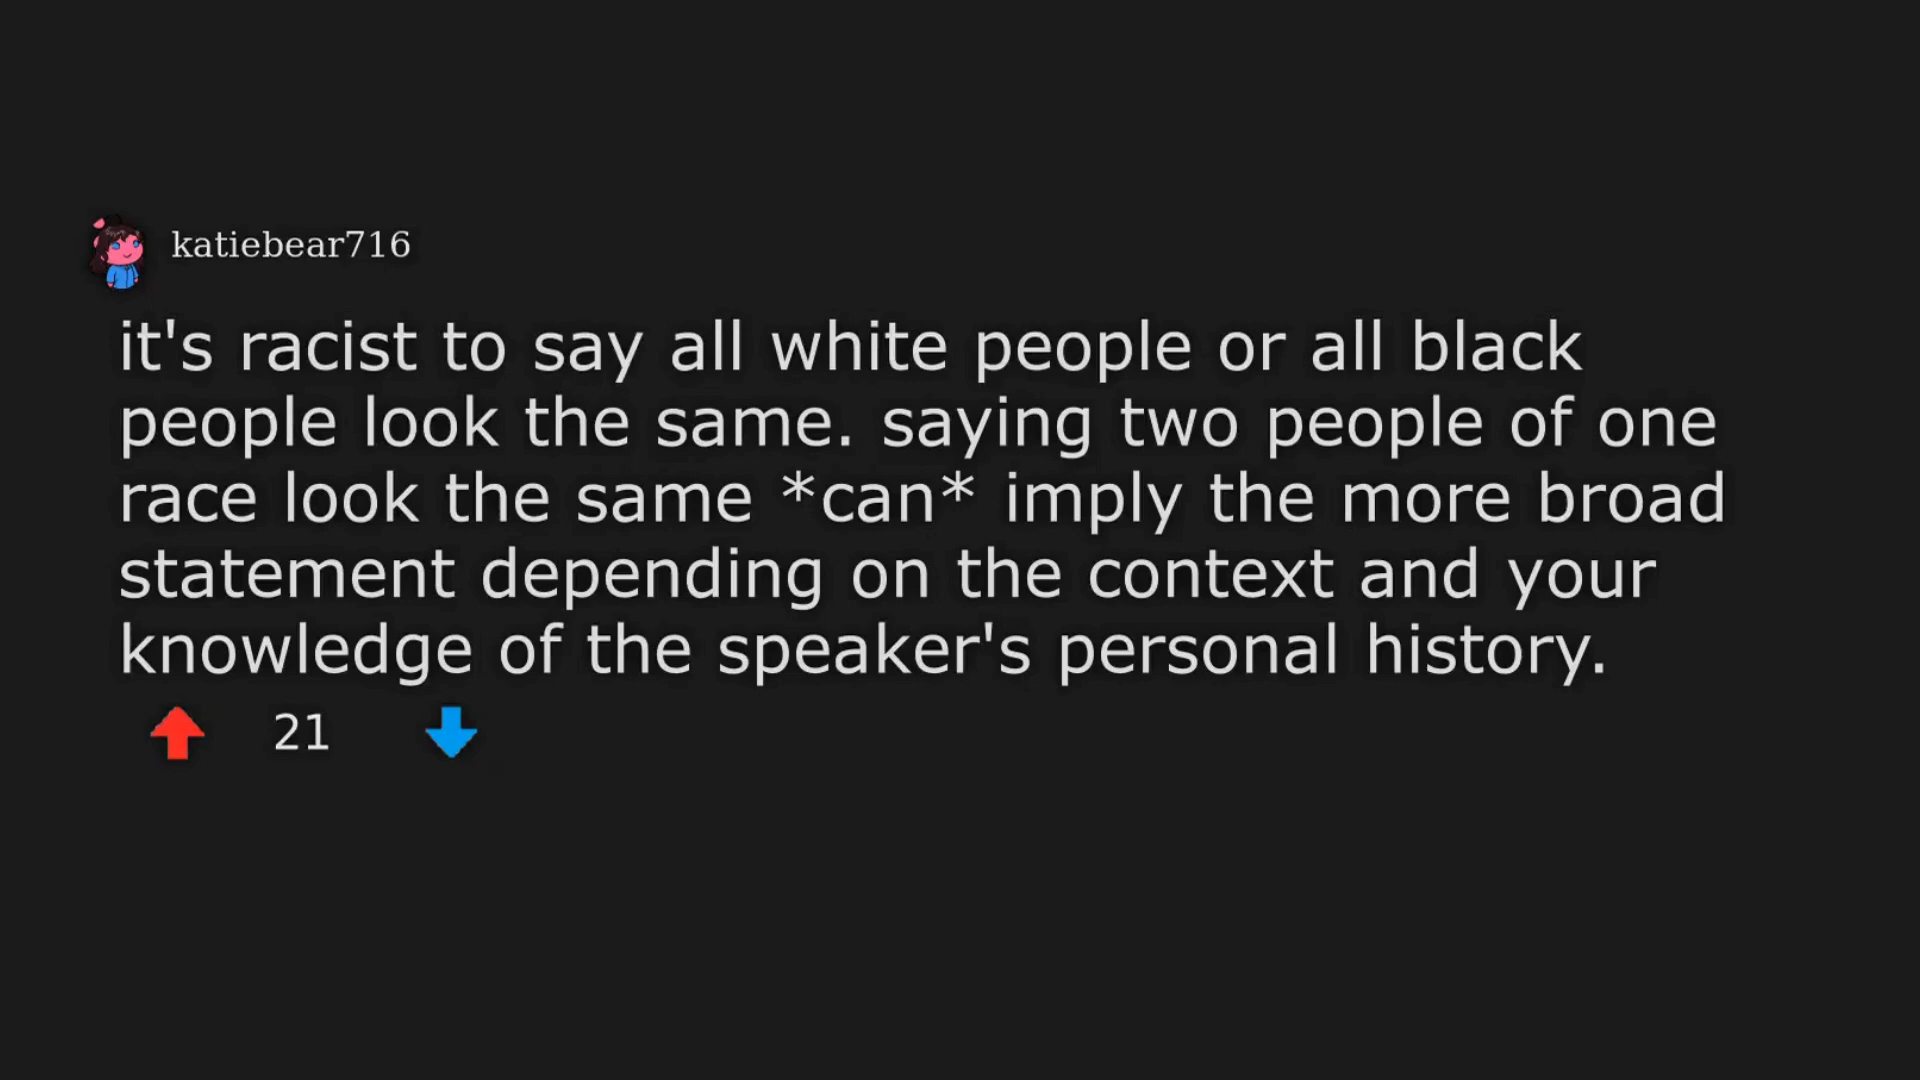 katiebear716
it's racist to say all white people or all black
people look the same. saying two people of one
race look the same *can* imply the more broad
statement depending on the context and your
knowledge of the speaker's personal history.
21